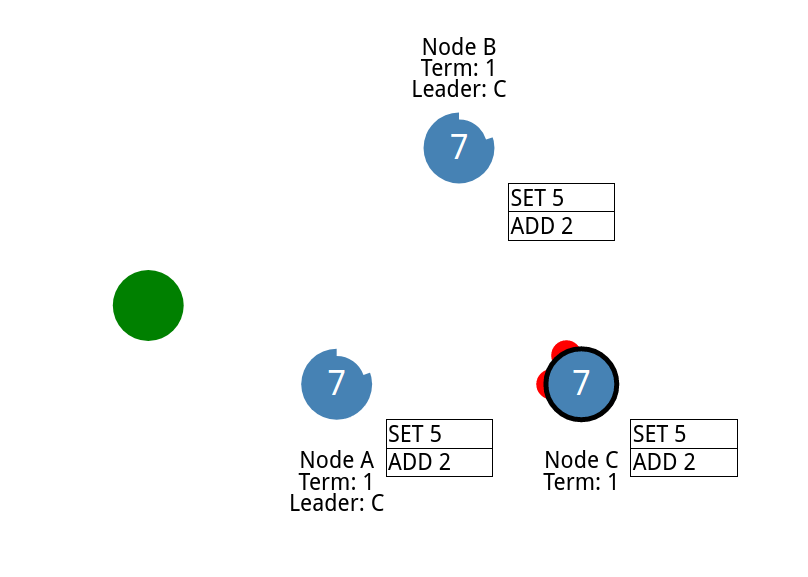 Node B
Term: 1
Leader: C
7
SET 5
ADD 2
7
SET 5
ADD 2
Node A
Term: 1
Leader: C
7
SET 5
ADD 2
Node C
Term: 1